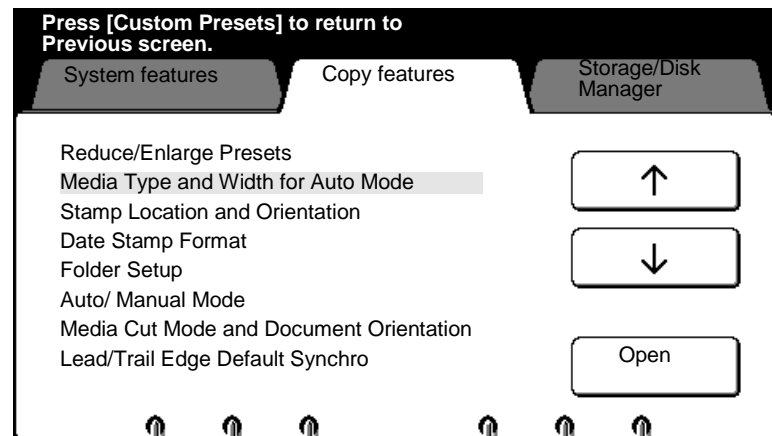 Press [Custom Presets] to return to
Previous screen.
System features
Copy features
Storage/Disk
Manager
Reduce/Enlarge Presets
Media Type and Width for Auto Mode
Stamp Location and Orientation
Date Stamp Format
Folder Setup
Auto/ Manual Mode
Media Cut Mode and Document Orientation
Lead/Trail Edge Default Synchro
Open